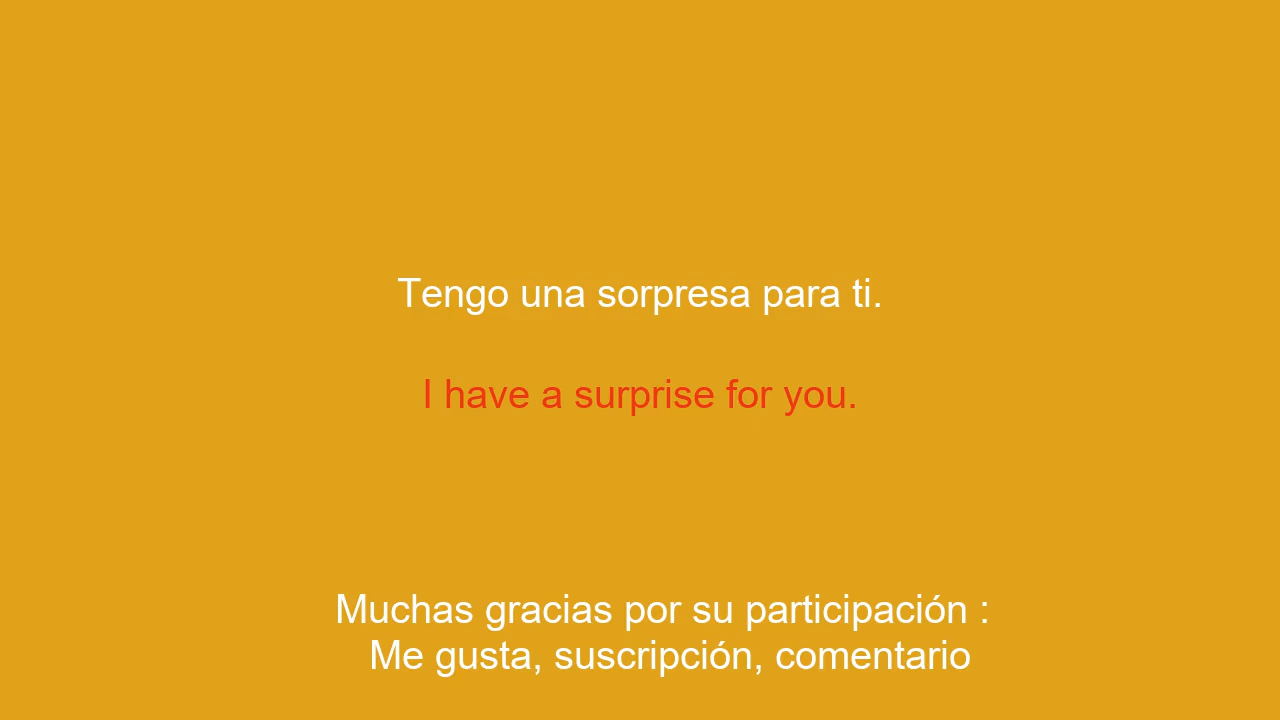 Tengo una sorpresa para ti.
I have a surprise for you.
Muchas gracias por su participación :
Me gusta, suscripción, comentario